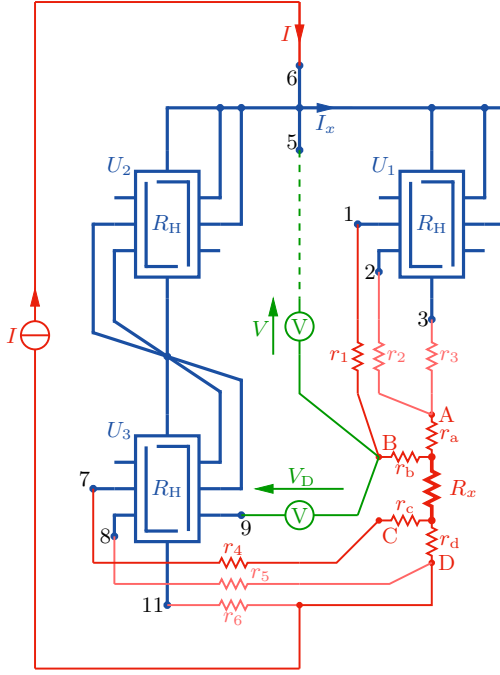 I
6
I_x
5
U_2
U_1
R_H
R_H
1
2
3
I
V
V
r_1
r_2
r_3
A
r_a
U_3
B
r_b
R_x
7
R_H
V_D
8
9
V
r_c
C
r_d
r_4
D
r_5
11
r_6